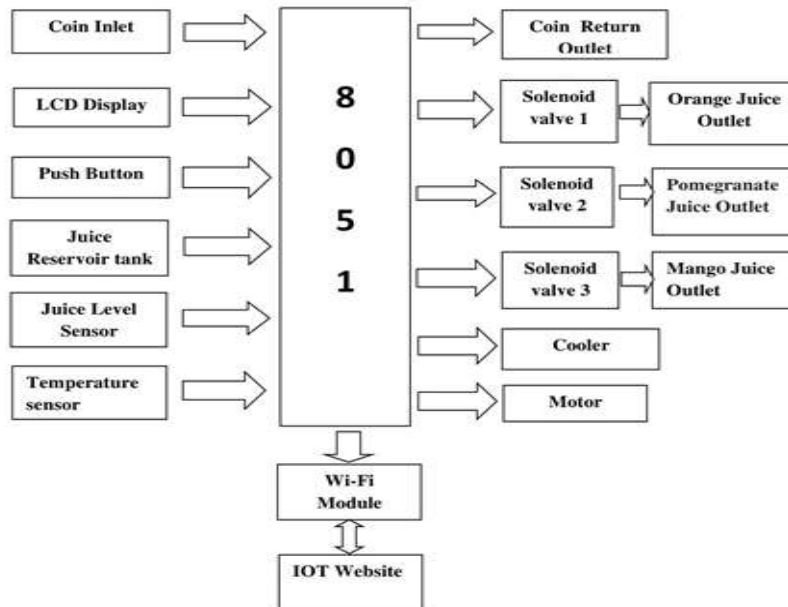 Coin Inlet
LCD Display
Push Button
Juice
Reservoir tank
Juice Level
Sensor
Temperature
sensor
8
0
5
1
Coin Return
Outlet
Solenoid
valve 1
Orange Juice
Outlet
Solenoid
valve 2
Pomegranate
Juice Outlet
Solenoid
valve 3
Mango Juice
Outlet
Cooler
Motor
Wi-Fi
Module
IOT Website